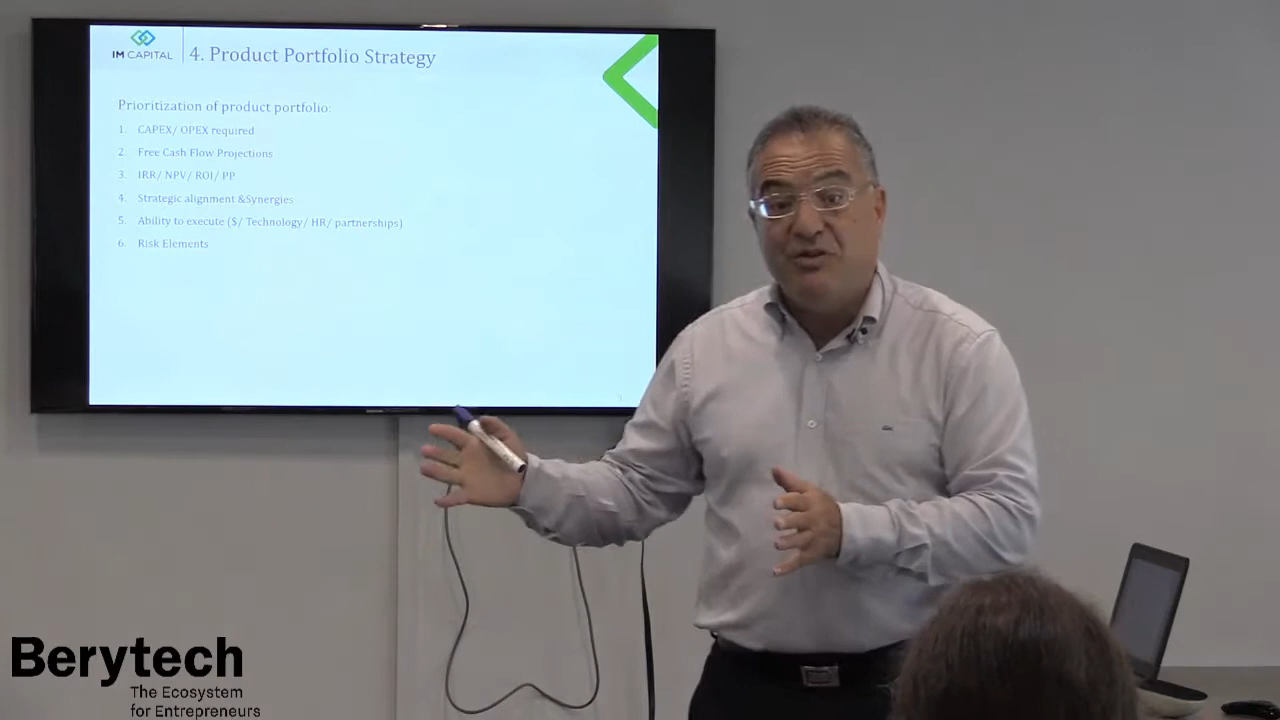 IM CAPITAL
4. Product Portfolio Strategy
Prioritization of product portfolio:
1. CAPEX/ OPEX required
2. Free Cash Flow Projections
3. IRR/ NPV/ ROI/ PP
4. Strategic alignment &Synergies
5. Ability to execute ($/ Technology/ HR/ partnerships)
6. Risk Elements
Berytech
The Ecosystem
for Entrepreneurs